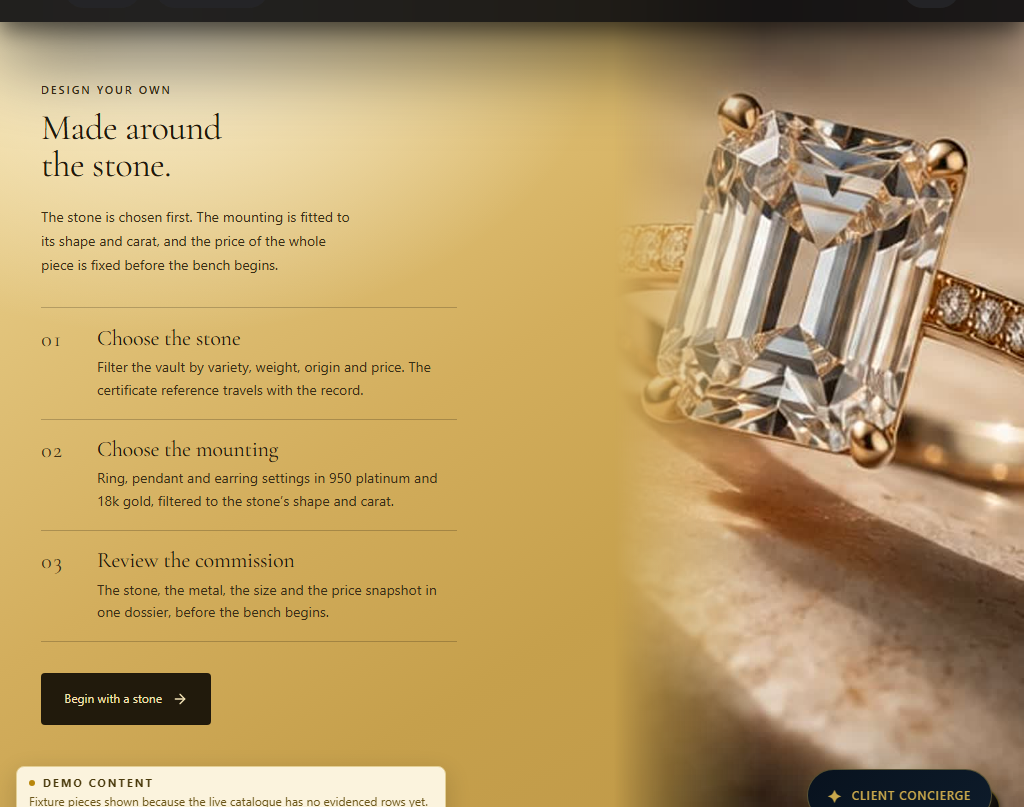 DESIGN YOUR OWN
Made around
the stone.
The stone is chosen first. The mounting is fitted to
its shape and carat, and the price of the whole
piece is fixed before the bench begins.
01
Choose the stone
Filter the vault by variety, weight, origin and price. The
certificate reference travels with the record.
02
Choose the mounting
Ring, pendant and earring settings in 950 platinum and
18k gold, filtered to the stone’s shape and carat.
03
Review the commission
The stone, the metal, the size and the price snapshot in
one dossier, before the bench begins.
Begin with a stone →
DEMO CONTENT
Fixture pieces shown because the live catalogue has no evidenced rows yet.
CLIENT CONCIERGE